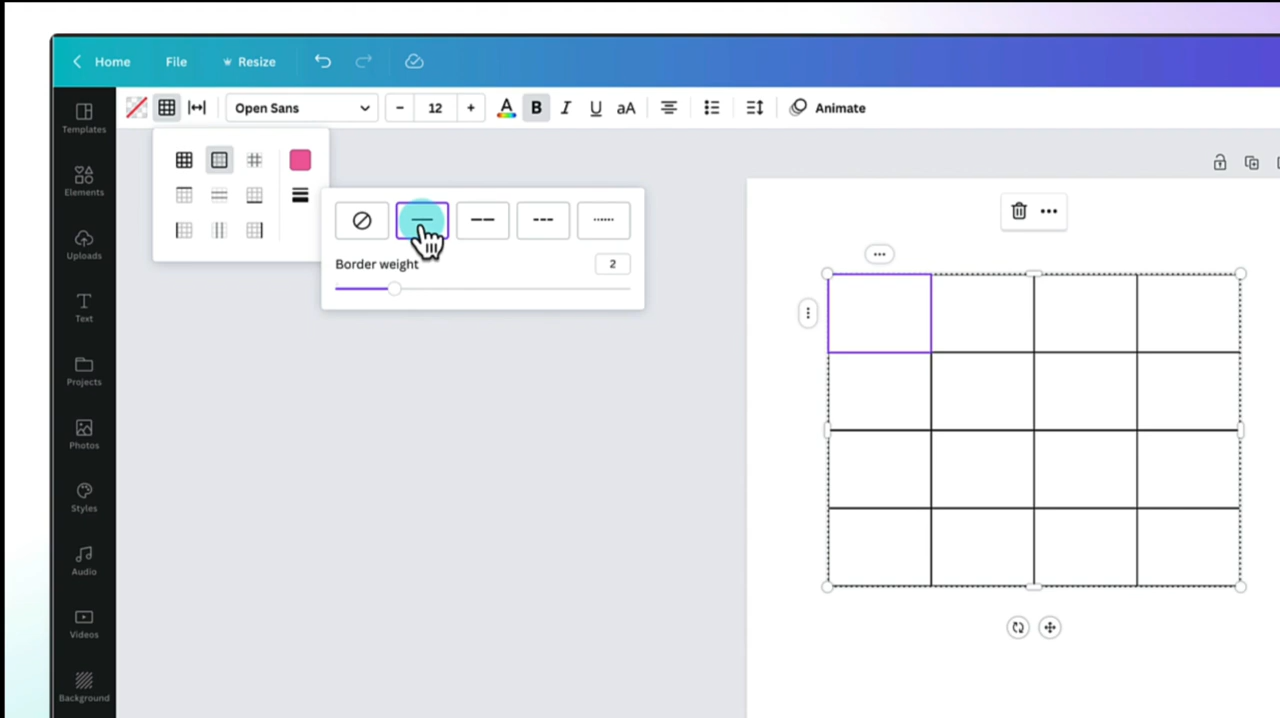 Home File Resize
Open Sans 12 A B I U aA Animate
Templates
Elements
Uploads
Text
Projects
Photos
Styles
Audio
Videos
Background
Border weight 2